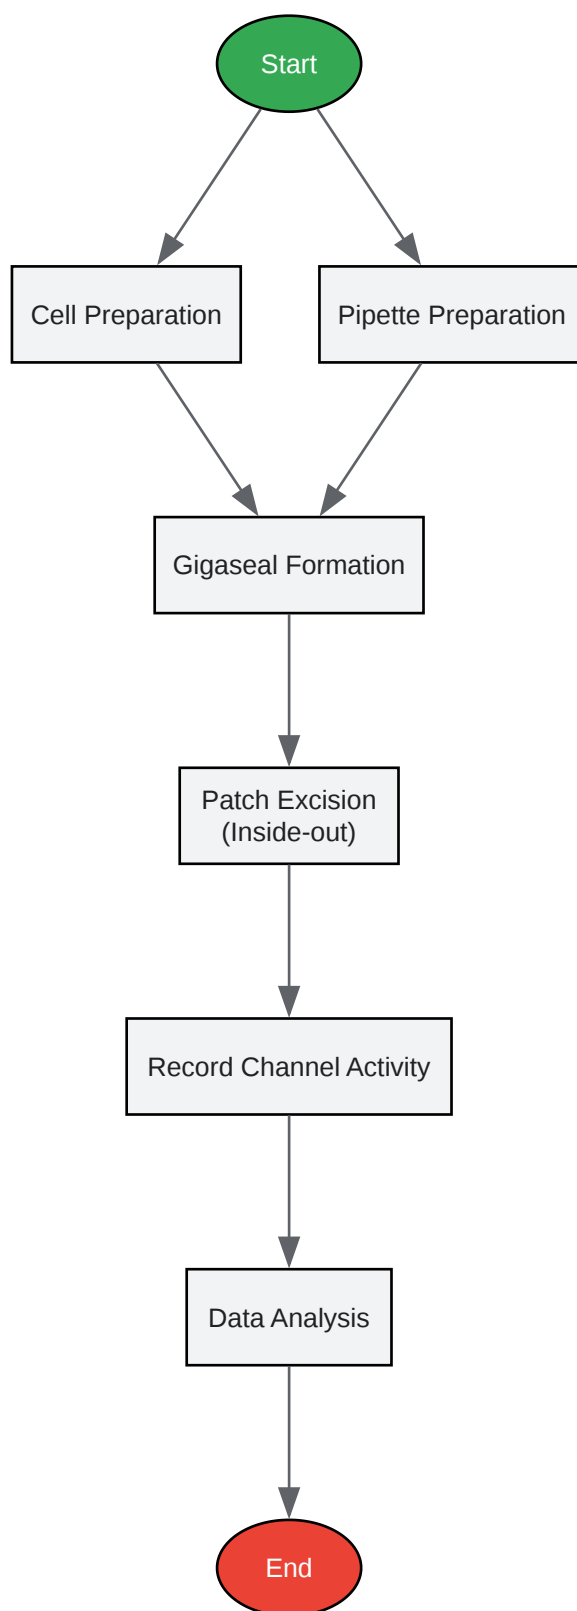 Start
Cell Preparation
Pipette Preparation
Gigaseal Formation
Patch Excision
(Inside-out)
Record Channel Activity
Data Analysis
End